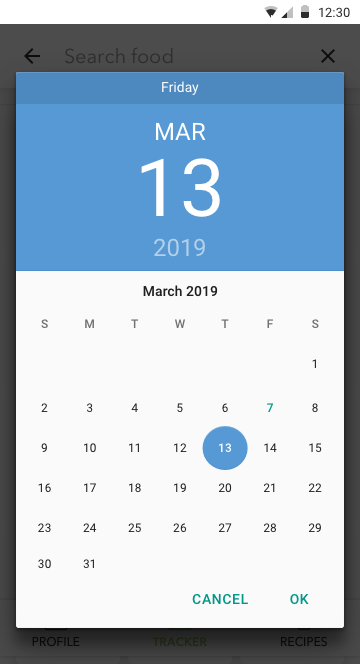 12:30
Search food
Friday
MAR
13
2019
March 2019
S M T W T F S
1
2 3 4 5 6 7 8
9 10 11 12 13 14 15
16 17 18 19 20 21 22
23 24 25 26 27 28 29
30 31
CANCEL OK
PROFILE TRACKER RECIPES